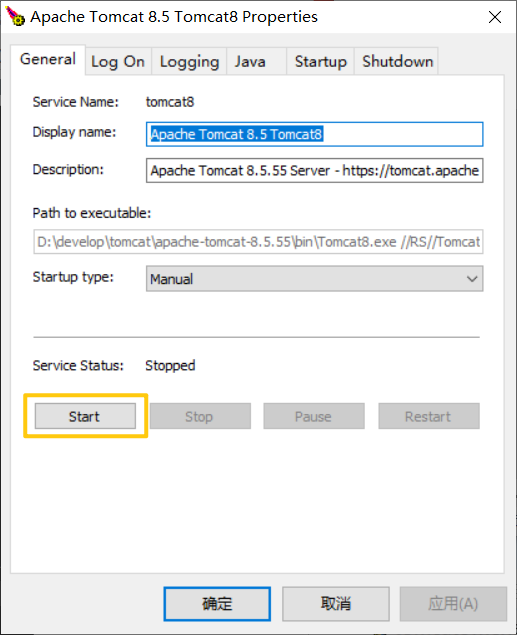 Apache Tomcat 8.5 Tomcat8 Properties
General Log On Logging Java Startup Shutdown
Service Name: tomcat8
Display name: Apache Tomcat 8.5 Tomcat8
Description: Apache Tomcat 8.5.55 Server - https://tomcat.apache
Path to executable:
D:\develop\tomcat\apache-tomcat-8.5.55\bin\Tomcat8.exe //RS//Tomcat
Startup type: Manual
Service Status: Stopped
Start Stop Pause Restart
确定 取消 应用(A)